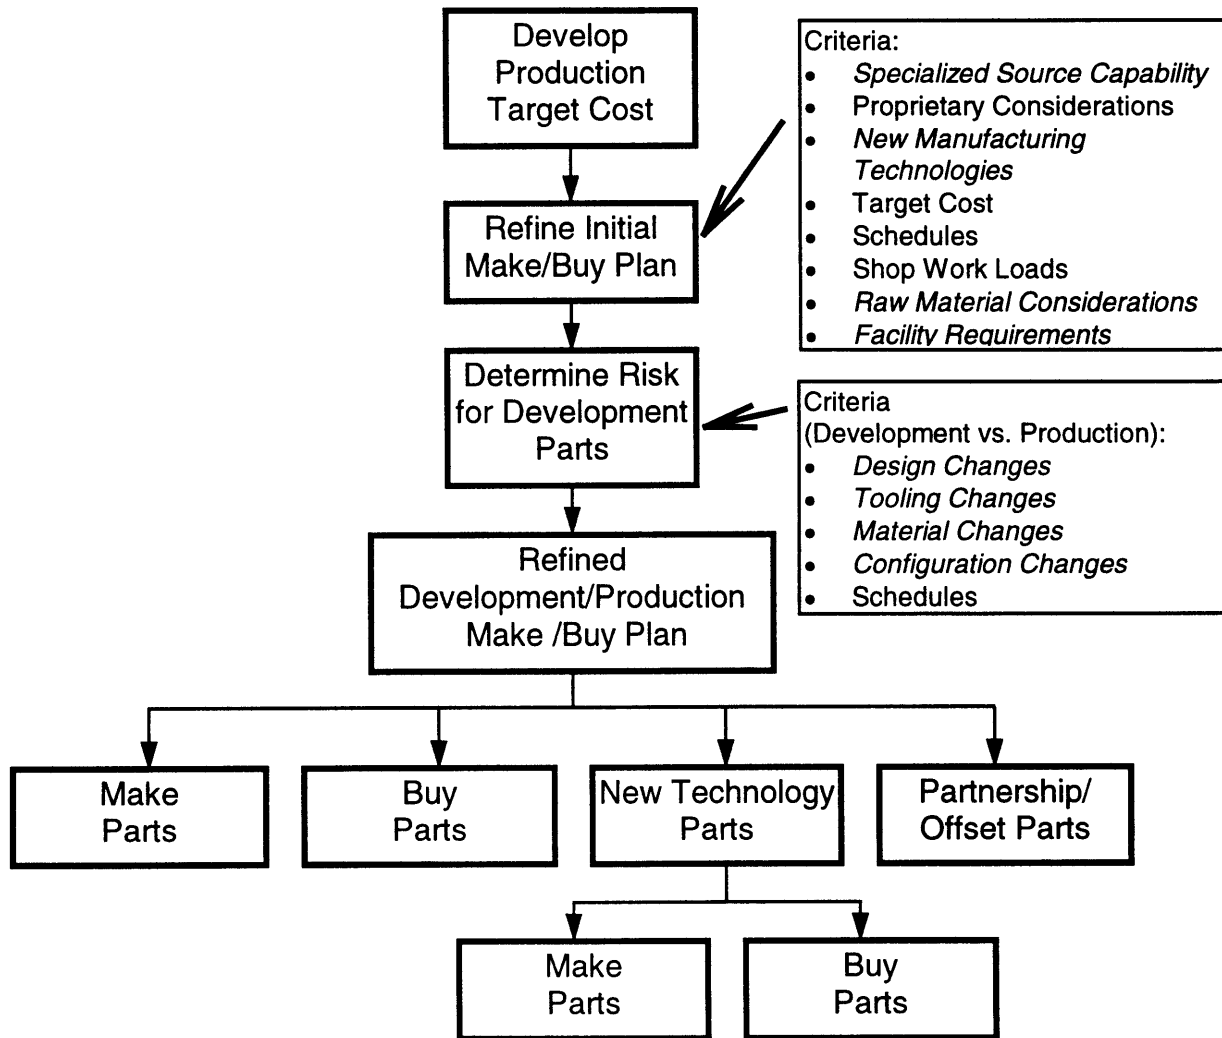 Develop
Production
Target Cost
Criteria:
• Specialized Source Capability
• Proprietary Considerations
• New Manufacturing
Technologies
• Target Cost
• Schedules
• Shop Work Loads
• Raw Material Considerations
• Facility Requirements
Refine Initial
Make/Buy Plan
Determine Risk
for Development
Parts
Criteria
(Development vs. Production):
• Design Changes
• Tooling Changes
• Material Changes
• Configuration Changes
• Schedules
Refined
Development/Production
Make /Buy Plan
Make
Parts
Buy
Parts
New Technology
Parts
Partnership/
Offset Parts
Make
Parts
Buy
Parts